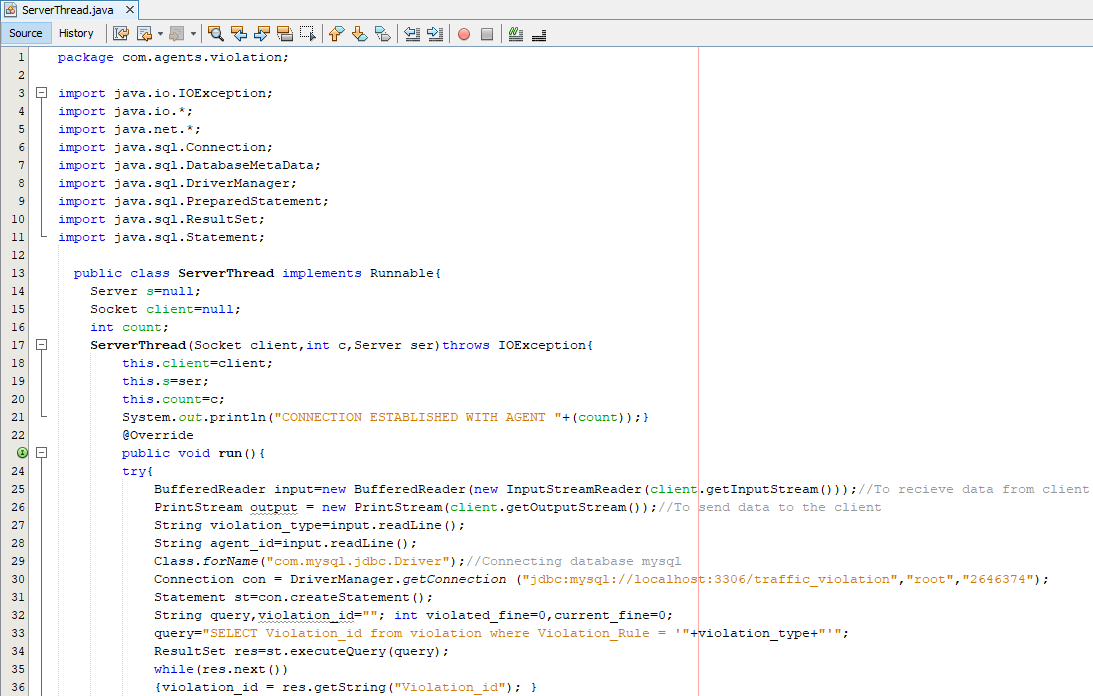 ServerThread.java
Source History
1 package com.agents.violation;
2
3 import java.io.IOException;
4 import java.io.*;
5 import java.net.*;
6 import java.sql.Connection;
7 import java.sql.DatabaseMetaData;
8 import java.sql.DriverManager;
9 import java.sql.PreparedStatement;
10 import java.sql.ResultSet;
11 import java.sql.Statement;
12
13 public class ServerThread implements Runnable{
14 Server s=null;
15 Socket client=null;
16 int count;
17 ServerThread(Socket client,int c,Server ser)throws IOException{
18 this.client=client;
19 this.s=ser;
20 this.count=c;
21 System.out.println("CONNECTION ESTABLISHED WITH AGENT "+(count));}
22 @Override
public void run(){
24 try{
25 BufferedReader input=new BufferedReader(new InputStreamReader(client.getInputStream()));//To recieve data from client
26 PrintStream output = new PrintStream(client.getOutputStream());//To send data to the client
27 String violation_type=input.readLine();
28 String agent_id=input.readLine();
29 Class.forName("com.mysql.jdbc.Driver");//Connecting database mysql
30 Connection con = DriverManager.getConnection ("jdbc:mysql://localhost:3306/traffic_violation","root","2646374");
31 Statement st=con.createStatement();
32 String query,violation_id=""; int violated_fine=0,current_fine=0;
33 query="SELECT Violation_id from violation where Violation_Rule = '"+violation_type+"'";
34 ResultSet res=st.executeQuery(query);
35 while(res.next())
36 {violation_id = res.getString("Violation_id"); }